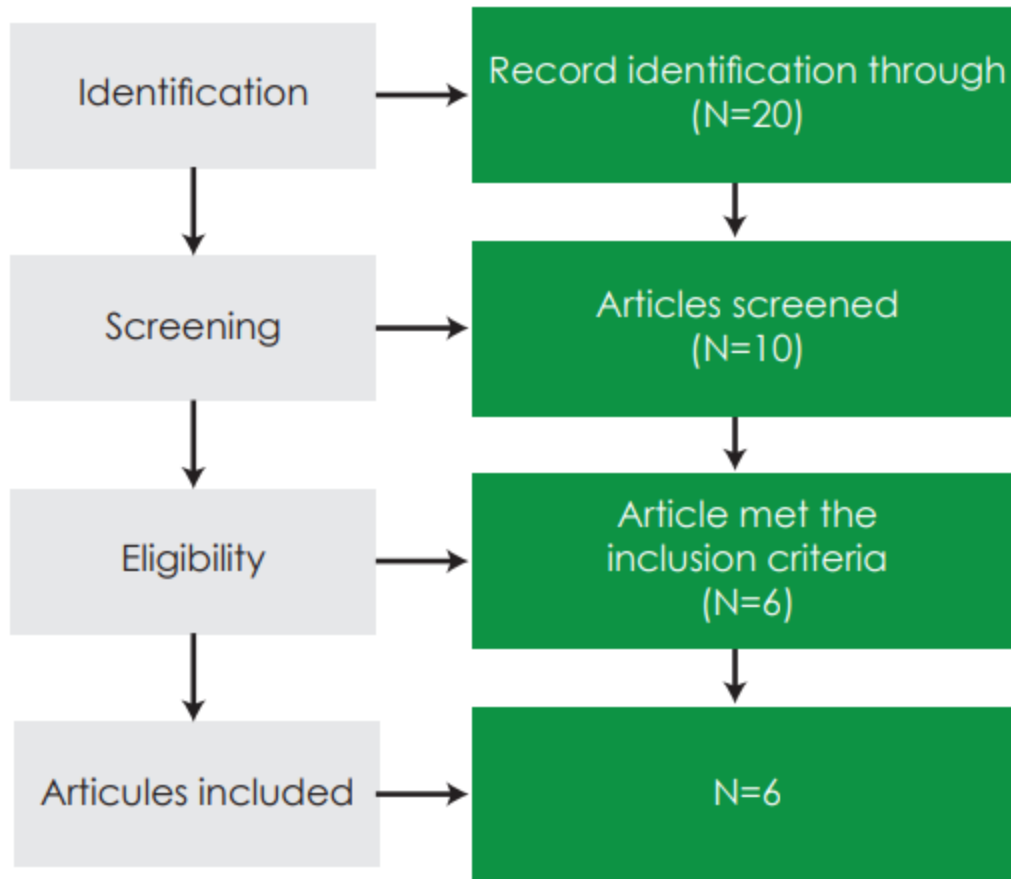 Identification
Record identification through
(N=20)
Screening
Articles screened
(N=10)
Eligibility
Article met the
inclusion criteria
(N=6)
Articules included
N=6